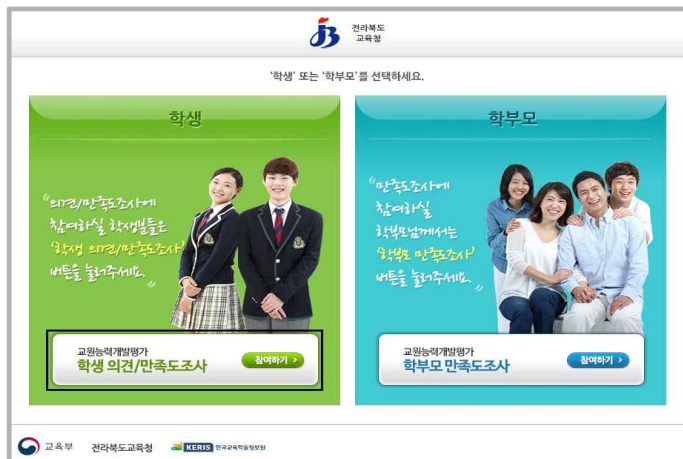 전라북도
교육청
'학생' 또는 '학부모'를 선택하세요.
학생
"의견/만족도조사에
참여하실 학생분들은
'학생 의견/만족도조사'
버튼을 눌러주세요."
교원능력개발평가
학생 의견/만족도조사
참여하기 >
학부모
"만족도조사에
참여하실
학부모님께서는
'학부모 만족도조사'
버튼을 눌러주세요."
교원능력개발평가
학부모 만족도조사
참여하기 >
교육부 전라북도교육청 KERIS 한국교육학술정보원